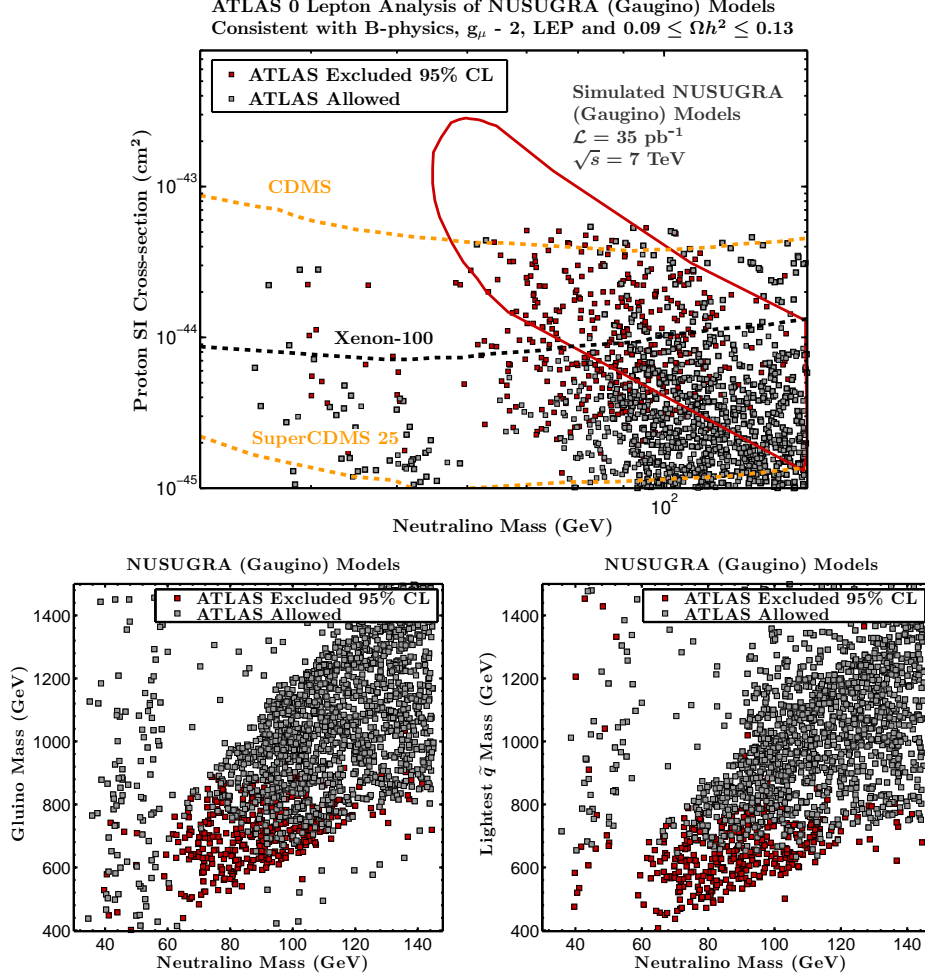 ATLAS 0 Lepton Analysis of NUSUGRA (Gaugino) Models
Consistent with B-physics, gμ - 2, LEP and 0.09 ≤ Ωh² ≤ 0.13
ATLAS Excluded 95% CL
ATLAS Allowed
Simulated NUSUGRA
(Gaugino) Models
ℒ = 35 pb⁻¹
√s = 7 TeV
CDMS
Xenon-100
SuperCDMS 25
Proton SI Cross-section (cm²)
10⁻⁴³
10⁻⁴⁴
10⁻⁴⁵
10²
Neutralino Mass (GeV)
NUSUGRA (Gaugino) Models
ATLAS Excluded 95% CL
ATLAS Allowed
Gluino Mass (GeV)
1400
1200
1000
800
600
400
20 40 60 80 100 120 140
Neutralino Mass (GeV)
NUSUGRA (Gaugino) Models
ATLAS Excluded 95% CL
ATLAS Allowed
Lightest q̃ Mass (GeV)
1400
1200
1000
800
600
400
40 60 80 100 120 140
Neutralino Mass (GeV)